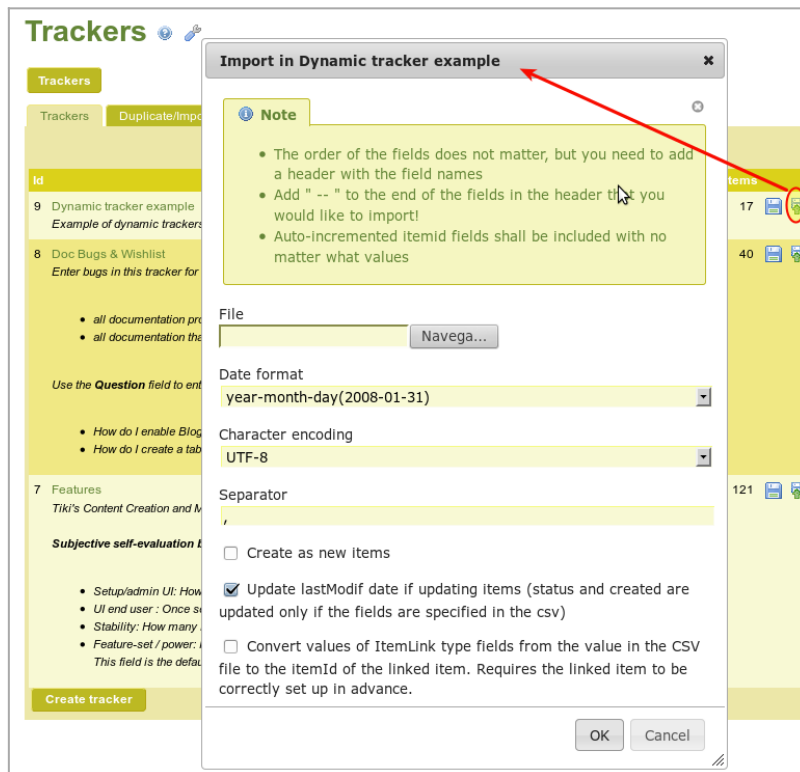 Trackers
Import in Dynamic tracker example
Trackers
Trackers
Duplicate/Impo
Note
• The order of the fields does not matter, but you need to add
a header with the field names
• Add " -- " to the end of the fields in the header that you
would like to import!
• Auto-incremented itemid fields shall be included with no
matter what values
Id
tems
9 Dynamic tracker example
17
Example of dynamic trackers
8 Doc Bugs & Wishlist
40
Enter bugs in this tracker for
• all documentation pro
• all documentation tha
Use the Question field to ent
• How do I enable Blog
• How do I create a tab
7 Features
121
Tiki's Content Creation and M
Subjective self-evaluation b
• Setup/admin UI: How
• UI end user : Once se
• Stability: How many
• Feature-set / power:
This field is the defau
Create tracker
File
Navega...
Date format
year-month-day(2008-01-31)
Character encoding
UTF-8
Separator
,
Create as new items
Update lastModif date if updating items (status and created are
updated only if the fields are specified in the csv)
Convert values of ItemLink type fields from the value in the CSV
file to the itemId of the linked item. Requires the linked item to be
correctly set up in advance.
OK
Cancel